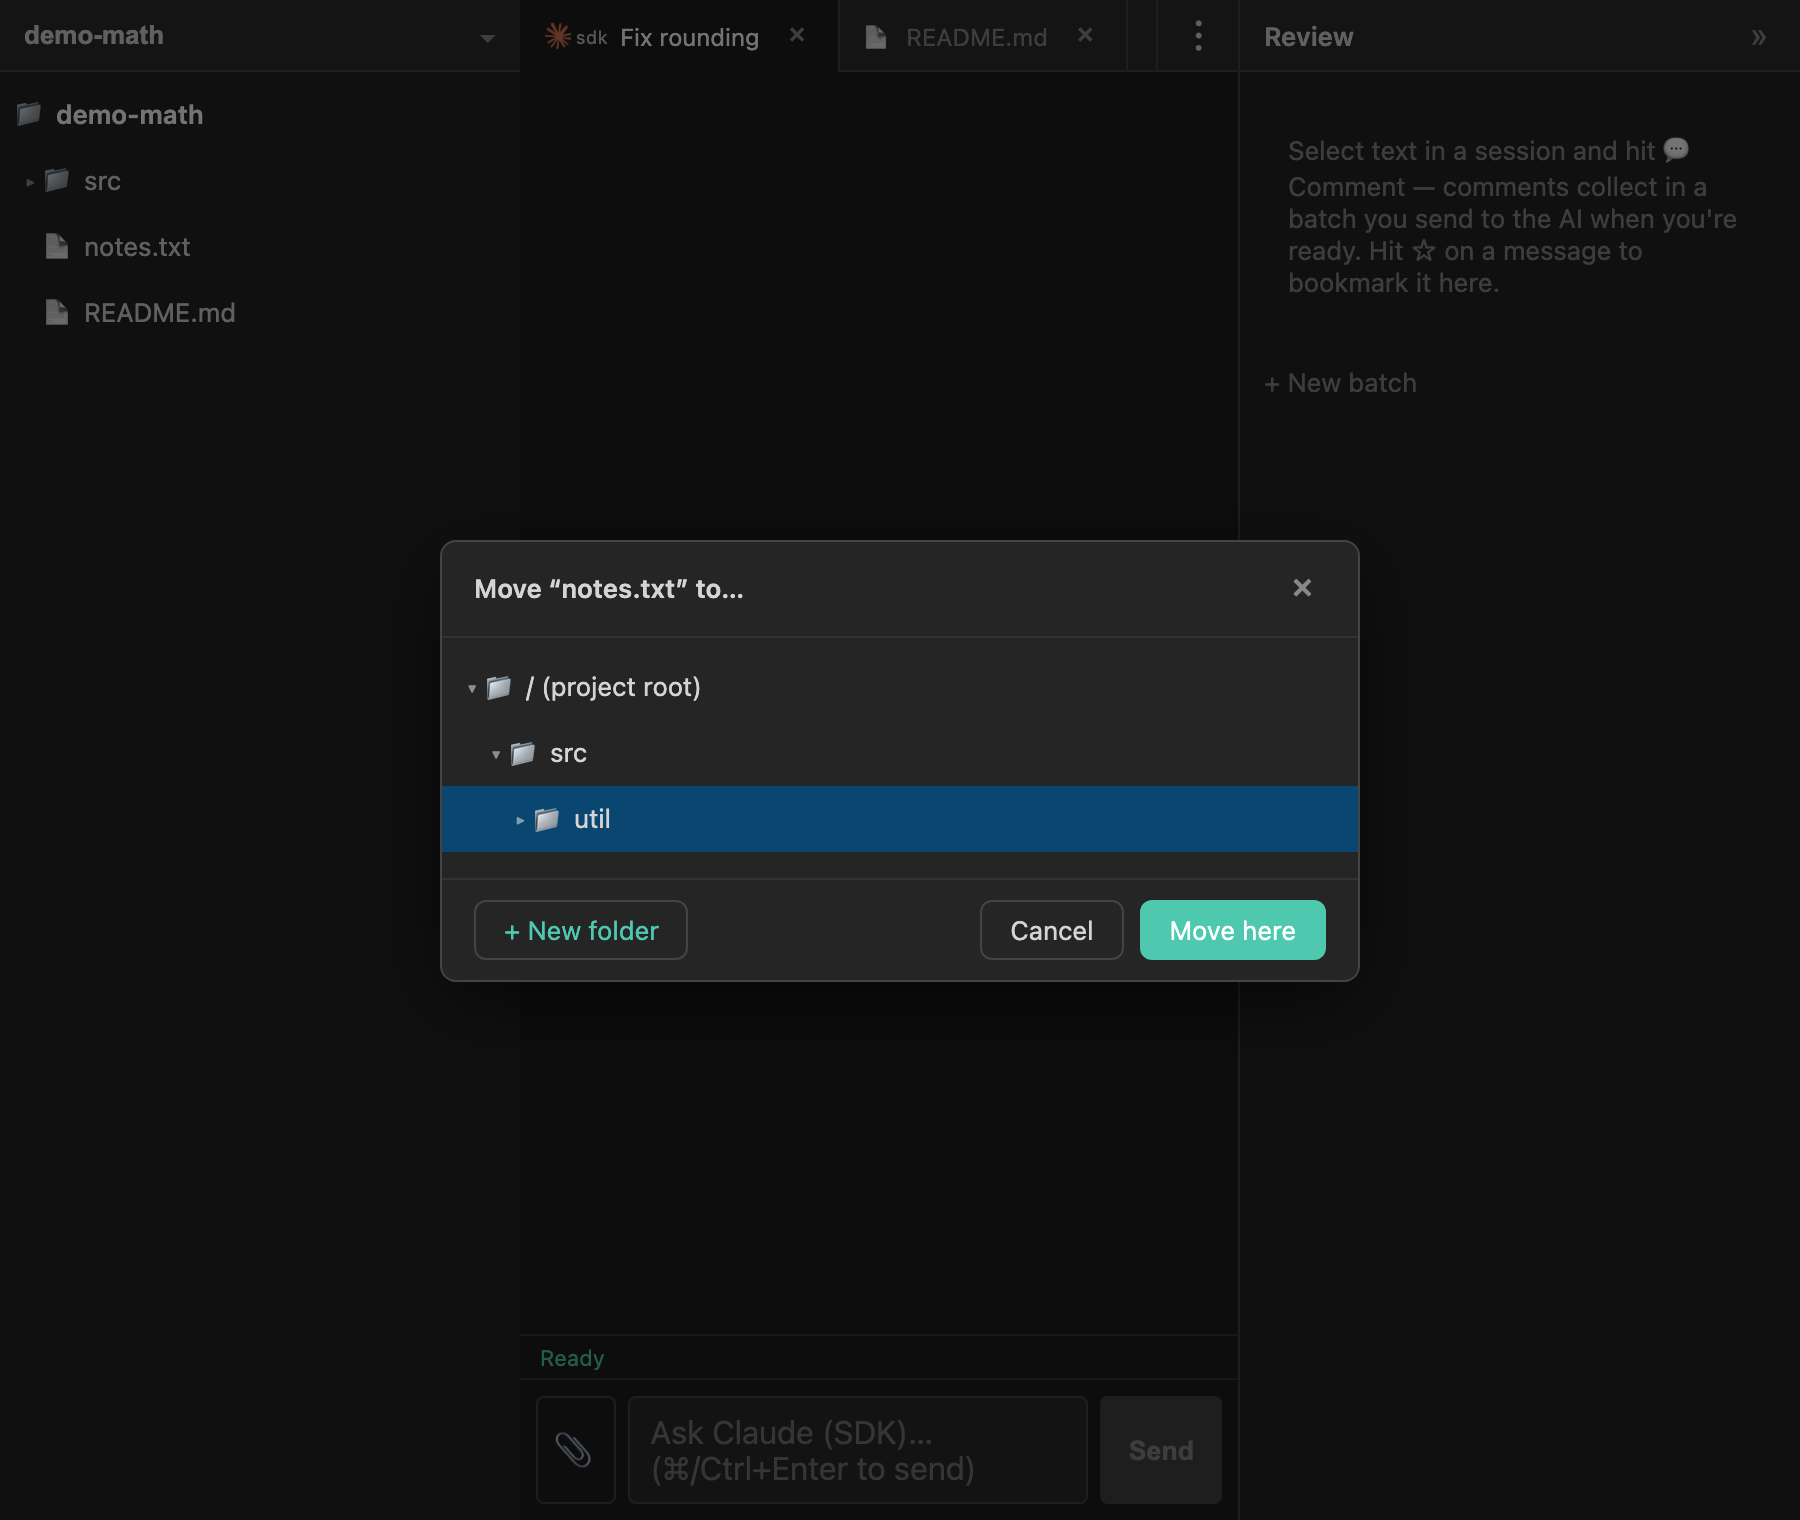 demo-math
sdk Fix rounding ×
README.md ×
Review »
demo-math
src
notes.txt
README.md
Select text in a session and hit 💬
Comment — comments collect in a
batch you send to the AI when you're
ready. Hit ☆ on a message to
bookmark it here.
+ New batch
Move “notes.txt” to… ×
/ (project root)
src
util
+ New folder
Cancel
Move here
Ready
Ask Claude (SDK)…
(⌘/Ctrl+Enter to send)
Send